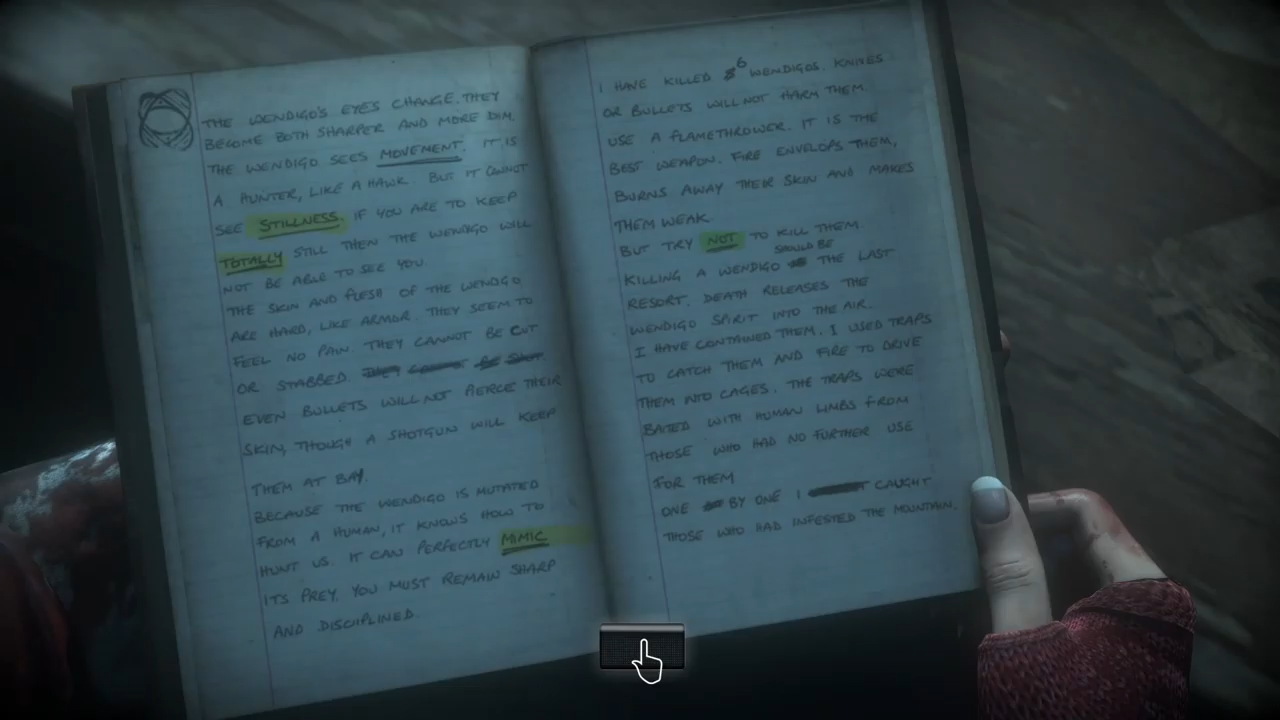 THE WENDIGO'S EYES CHANGE. THEY
BECOME BOTH SHARPER AND MORE DIM.
THE WENDIGO SEES MOVEMENT. IT IS
A HUNTER, LIKE A HAWK. BUT IT CANNOT
SEE STILLNESS. IF YOU ARE TO KEEP
TOTALLY STILL THEN THE WENDIGO WILL
NOT BE ABLE TO SEE YOU
THE SKIN AND FLESH OF THE WENDIGO
ARE HARD, LIKE ARMOR. THEY SEEM TO
FEEL NO PAIN. THEY CANNOT BE CUT
OR STABBED. THEY CANNOT BE SHOT.
EVEN BULLETS WILL NOT PIERCE THEIR
SKIN, THOUGH A SHOTGUN WILL KEEP
THEM AT BAY.
BECAUSE THE WENDIGO IS MUTATED
FROM A HUMAN, IT KNOWS HOW TO
HUNT US. IT CAN PERFECTLY MIMIC
ITS PREY. YOU MUST REMAIN SHARP
AND DISCIPLINED
I HAVE KILLED 6 WENDIGOS. KNIVES
OR BULLETS WILL NOT HARM THEM.
USE A FLAMETHROWER. IT IS THE
BEST WEAPON. FIRE ENVELOPS THEM,
BURNS AWAY THEIR SKIN AND MAKES
THEM WEAK.
BUT TRY NOT TO KILL THEM.
KILLING A WENDIGO SHOULD BE THE LAST
RESORT. DEATH RELEASES THE
WENDIGO SPIRIT INTO THE AIR.
I HAVE CONTAINED THEM. I USED TRAPS
TO CATCH THEM AND FIRE TO DRIVE
THEM INTO CAGES. THE TRAPS WERE
BAITED WITH HUMAN LIMBS FROM
THOSE WHO HAD NO FURTHER USE
FOR THEM
ONE BY ONE I CAUGHT
THOSE WHO HAD INFESTED THE MOUNTAIN.